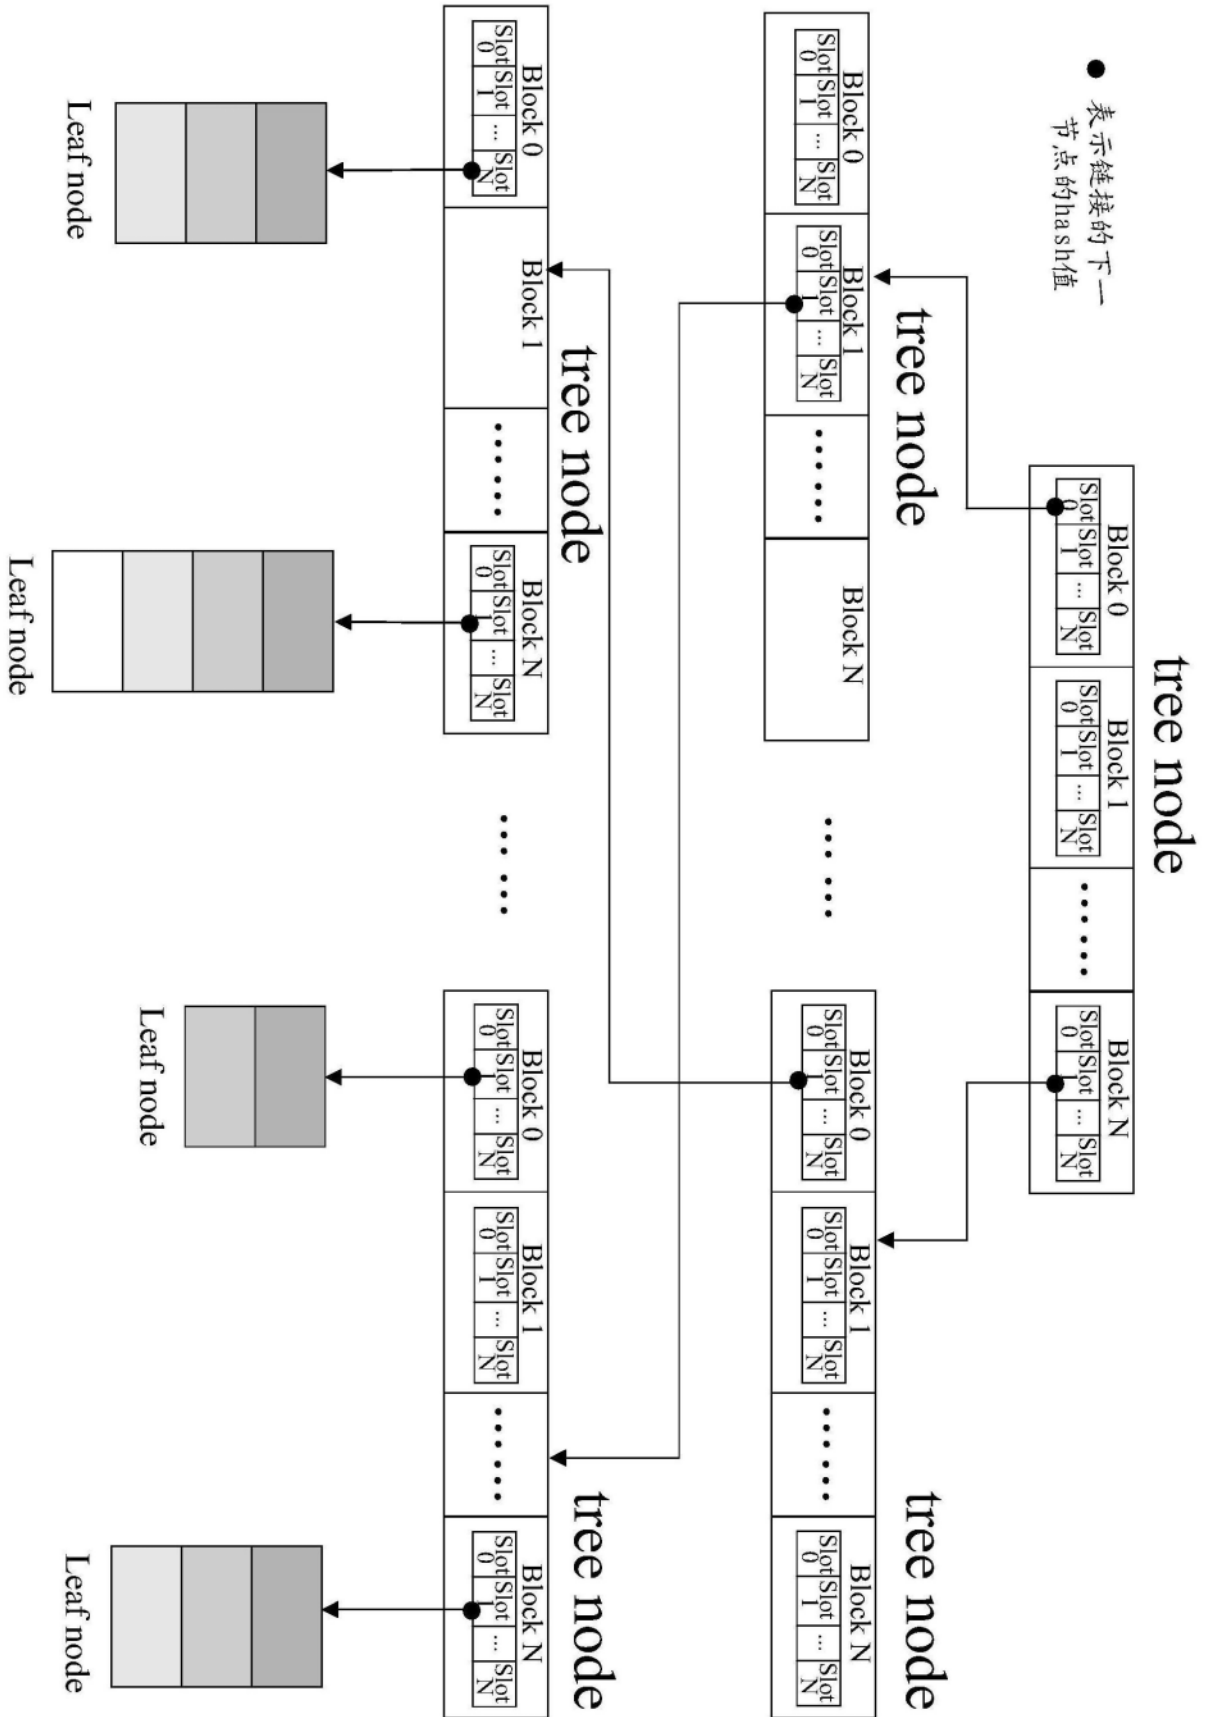 tree node
表示链接的下一
节点的hash值
Block 0 Block 1 ...... Block N
Slot 0 Slot 1 ... Slot N Slot 0 Slot 1 ... Slot N Slot 0 Slot 1 ... Slot N
tree node
tree node
Block 0 Block 1 ...... Block N
Slot 0 Slot 1 ... Slot N Slot 0 Slot 1 ... Slot N
......
Block 0 Block 1 ...... Block N
Slot 0 Slot 1 ... Slot N Slot 0 Slot 1 ... Slot N Slot 0 Slot 1 ... Slot N
tree node
tree node
Block 0 Block 1 ...... Block N
Slot 0 Slot 1 ... Slot N Slot 0 Slot 1 ... Slot N
......
Block 0 Block 1 ...... Block N
Slot 0 Slot 1 ... Slot N Slot 0 Slot 1 ... Slot N Slot 0 Slot 1 ... Slot N
Leaf node
Leaf node
Leaf node
Leaf node